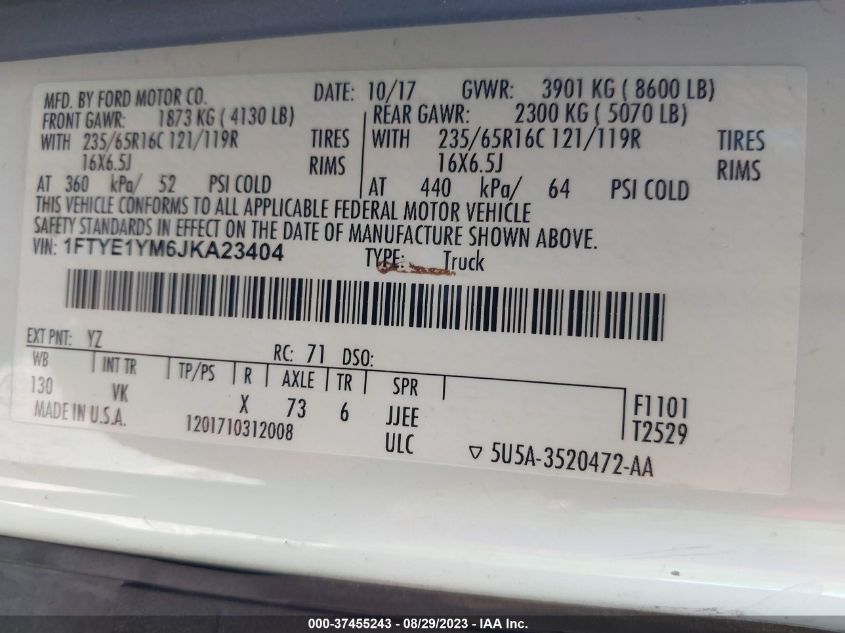 MFD. BY FORD MOTOR CO. DATE: 10/17 GVWR: 3901 KG ( 8600 LB)
FRONT GAWR: 1873 KG ( 4130 LB) REAR GAWR: 2300 KG ( 5070 LB)
WITH 235/65R16C 121/119R TIRES WITH 235/65R16C 121/119R TIRES
16X6.5J RIMS 16X6.5J RIMS
AT 360 kPa/ 52 PSI COLD AT 440 kPa/ 64 PSI COLD
THIS VEHICLE CONFORMS TO ALL APPLICABLE FEDERAL MOTOR VEHICLE
SAFETY STANDARDS IN EFFECT ON THE DATE OF MANUFACTURE SHOWN ABOVE.
VIN: 1FTYE1YM6JKA23404 TYPE: Truck
EXT PNT: YZ RC: 71 DSO:
WB INT TR TP/PS R AXLE TR SPR
130 VK X 73 6 JJEE F1101
MADE IN U.S.A. 1201710312008 ULC T2529
▽ 5U5A-3520472-AA
000-37455243 - 08/29/2023 - IAA Inc.